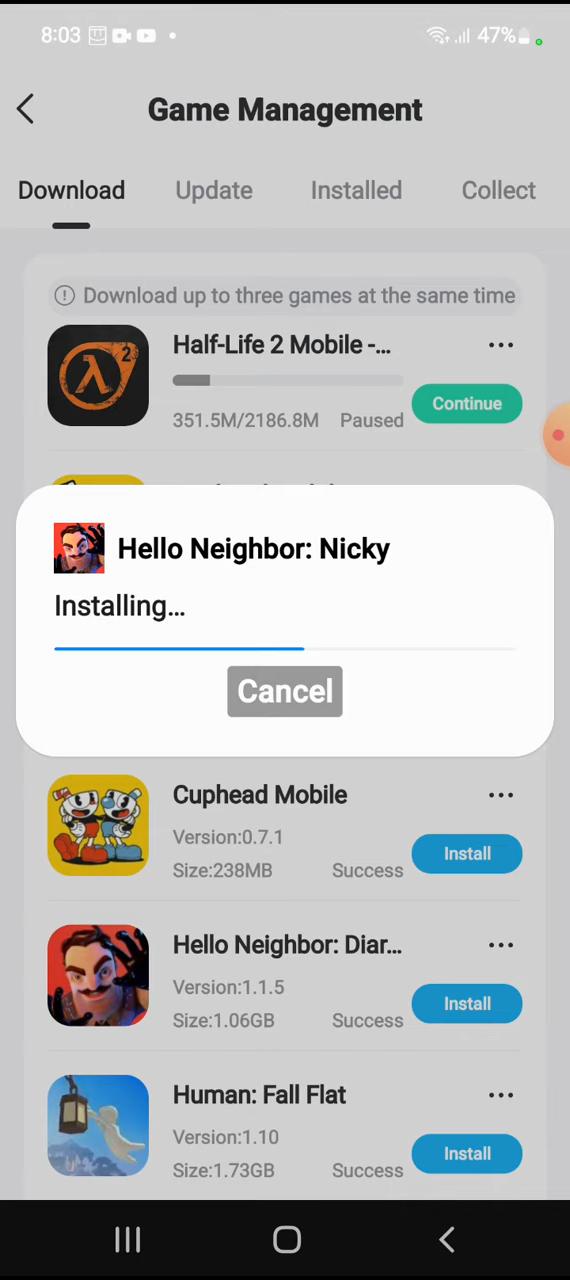 8:03
47%
Game Management
Download Update Installed Collect
Download up to three games at the same time
Half-Life 2 Mobile -...
2
351.5M/2186.8M Paused
Continue
Hello Neighbor: Nicky
Installing...
Cancel
Cuphead Mobile
Version:0.7.1
Size:238MB Success
Install
Hello Neighbor: Diar...
Version:1.1.5
Size:1.06GB Success
Install
Human: Fall Flat
Version:1.10
Size:1.73GB Success
Install